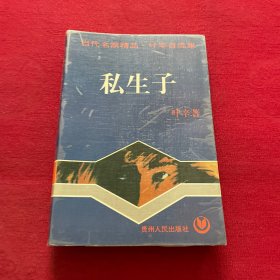 当代名家精品·叶辛自选集
私生子
叶辛著
贵州人民出版社